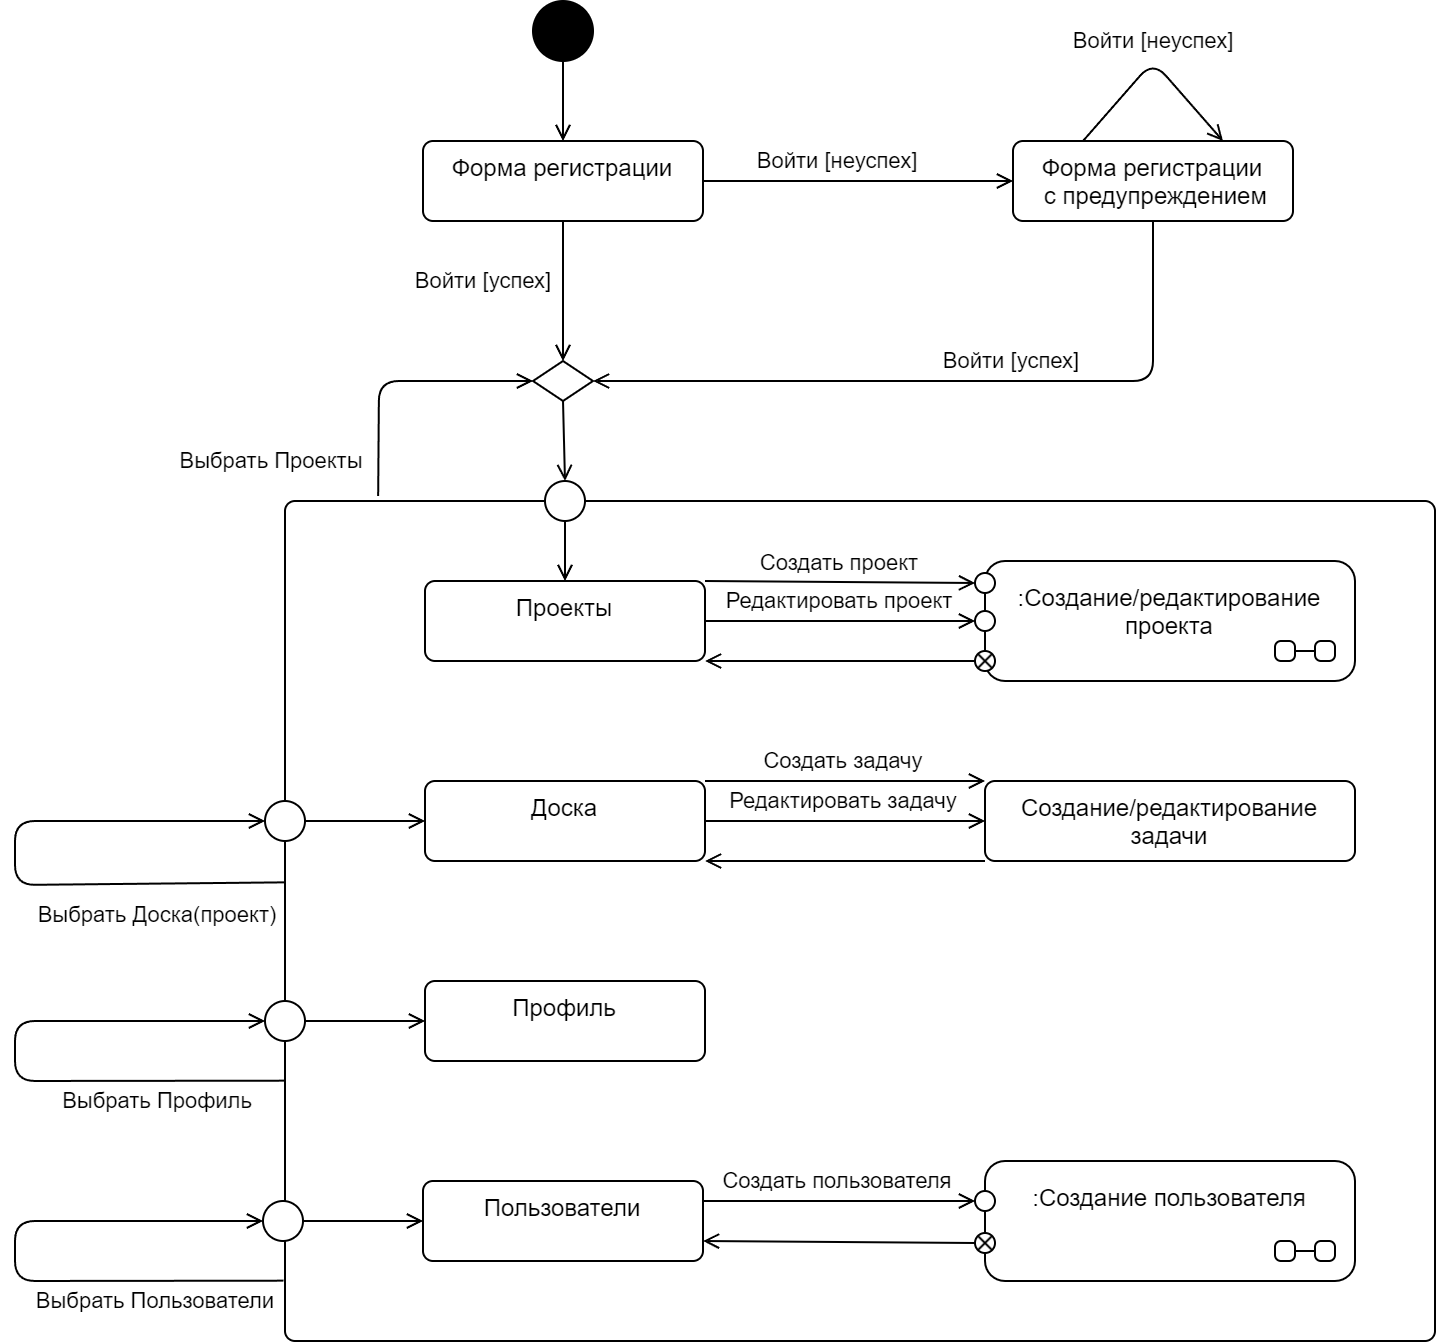 Войти [неуспех]
Форма регистрации
Войти [неуспех]
Форма регистрации
с предупреждением
Войти [успех]
Войти [успех]
Выбрать Проекты
Создать проект
Проекты
Редактировать проект
:Создание/редактирование
проекта
Создать задачу
Доска
Редактировать задачу
Создание/редактирование
задачи
Выбрать Доска(проект)
Профиль
Выбрать Профиль
Создать пользователя
Пользователи
:Создание пользователя
Выбрать Пользователи